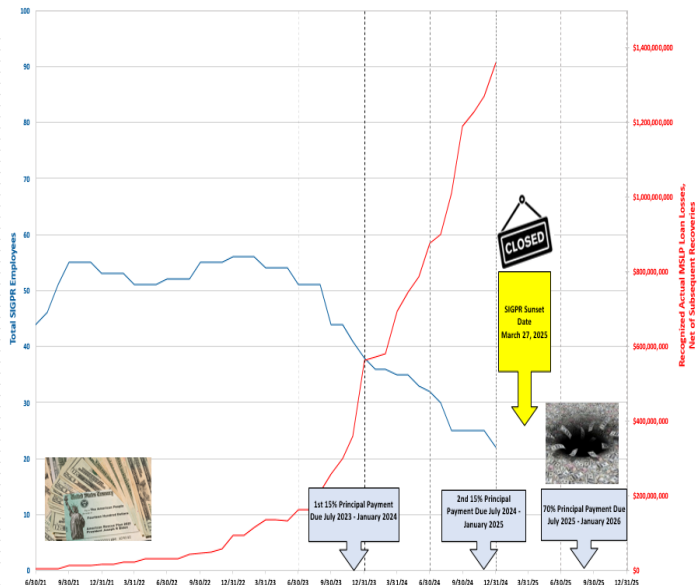 100
90
80
70
60
50
40
30
20
10
0
Total SIGPR Employees
$1,400,000,000
$1,200,000,000
$1,000,000,000
$800,000,000
$600,000,000
$400,000,000
$200,000,000
$0
Recognized Actual MSLP Loan Losses,
Net of Subsequent Recoveries
CLOSED
SIGPR Sunset
Date
March 27, 2025
1st 15% Principal Payment
Due July 2023 - January 2024
2nd 15% Principal
Payment Due July 2024 -
January 2025
70% Principal Payment Due
July 2025 - January 2026
United States Treasury
6/30/21 9/30/21 12/31/21 3/31/22 6/30/22 9/30/22 12/31/22 3/31/23 6/30/23 9/30/23 12/31/23 3/31/24 6/30/24 9/30/24 12/31/24 3/31/25 6/30/25 9/30/25 12/31/25